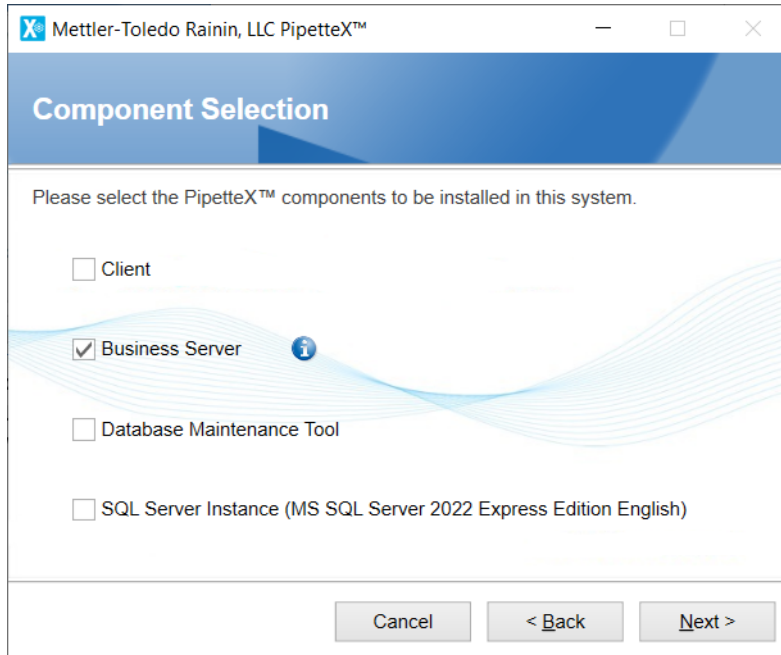 Mettler-Toledo Rainin, LLC PipetteX™
Component Selection
Please select the PipetteX™ components to be installed in this system.
Client
Business Server
Database Maintenance Tool
SQL Server Instance (MS SQL Server 2022 Express Edition English)
Cancel
< Back
Next >